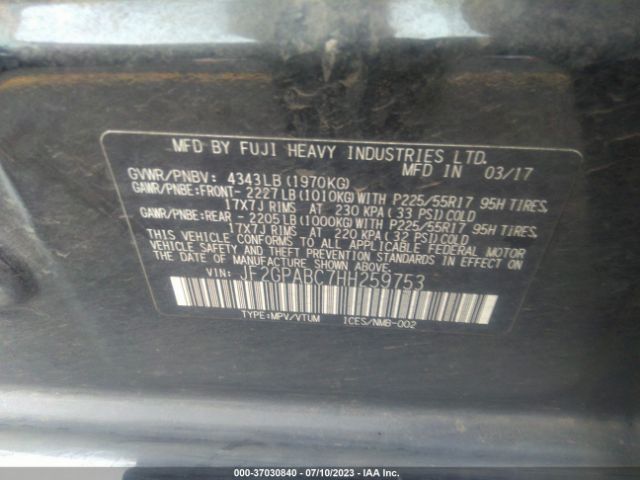 MFD BY FUJI HEAVY INDUSTRIES LTD.
MFD IN 03/17
GVWR/PNBV: 4343LB(1970KG)
GAWR/PNBE:FRONT- 2227LB(1010KG)WITH P225/55R17 95H TIRES,
17X7J RIMS AT 230 KPA(33 PSI)COLD
GAWR/PNBE:REAR - 2205LB(1000KG)WITH P225/55R17 95H TIRES,
17X7J RIMS AT 220 KPA(32 PSI)COLD
THIS VEHICLE CONFORMS TO ALL APPLICABLE FEDERAL MOTOR
VEHICLE SAFETY AND THEFT PREVENTION STANDARDS IN EFFECT ON
THE DATE OF MANUFACTURE SHOWN ABOVE.
VIN: JF2GPABC7HH259753
TYPE:MPV/VTUM ICES/NMB-002
000-37030840 - 07/10/2023 - IAA Inc.